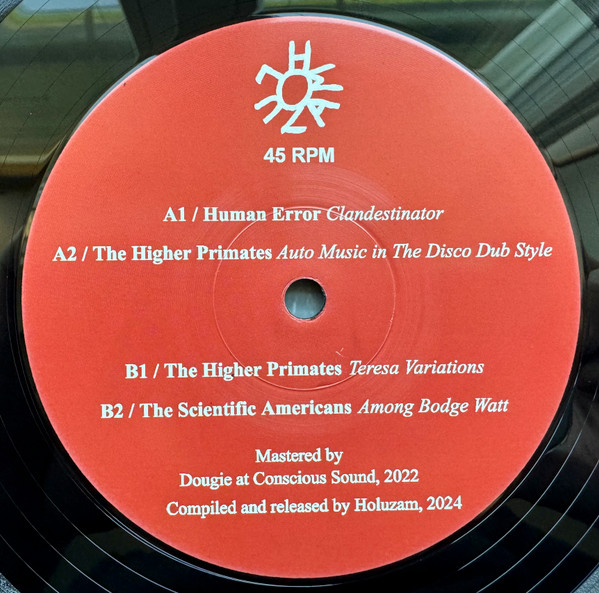 45 RPM
A1 / Human Error Clandestinator
A2 / The Higher Primates Auto Music in The Disco Dub Style
B1 / The Higher Primates Teresa Variations
B2 / The Scientific Americans Among Bodge Watt
Mastered by
Dougie at Conscious Sound, 2022
Compiled and released by Holuzam, 2024